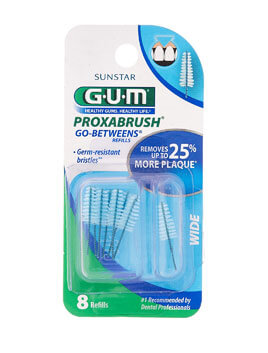 SUNSTAR
G·U·M®
HEALTHY GUMS. HEALTHY LIFE.®
PROXABRUSH®
GO-BETWEENS®
REFILLS
• Germ-resistant
bristles**
REMOVES
UP TO 25%
MORE PLAQUE*
WIDE
8 Refills
#1 Recommended by
Dental Professionals